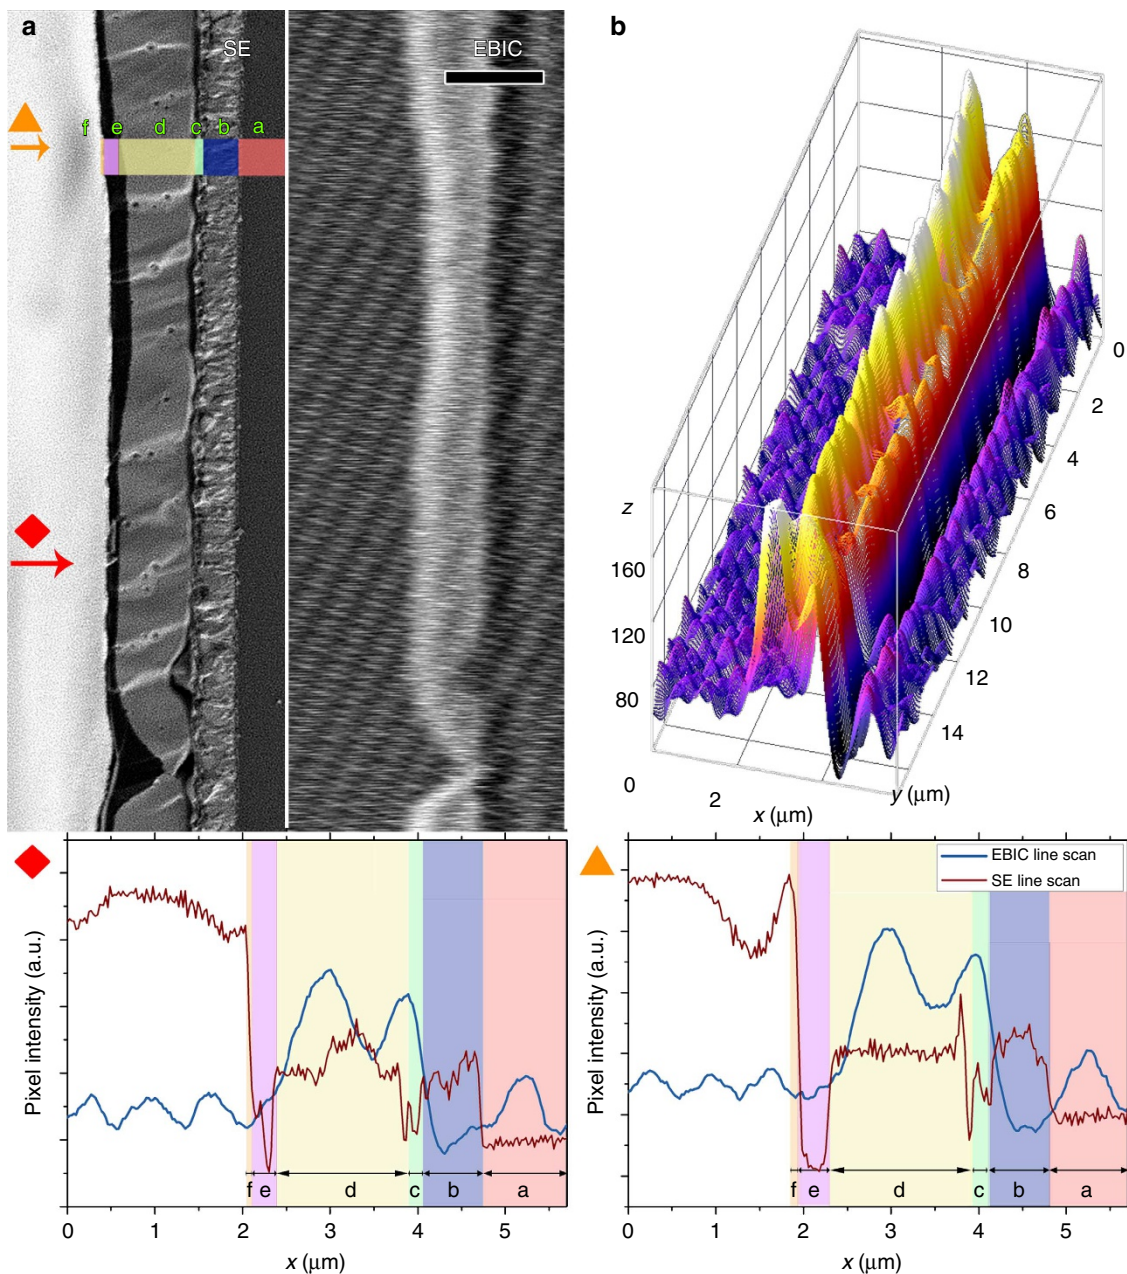 a
SE
EBIC
f e d c b a
b
z
160
120
80
0
2
x (μm)
y (μm)
0
2
4
6
8
10
12
14
Pixel intensity (a.u.)
f e d c b a
0 1 2 3 4 5
x (μm)
Pixel intensity (a.u.)
EBIC line scan
SE line scan
f e d c b a
0 1 2 3 4 5
x (μm)